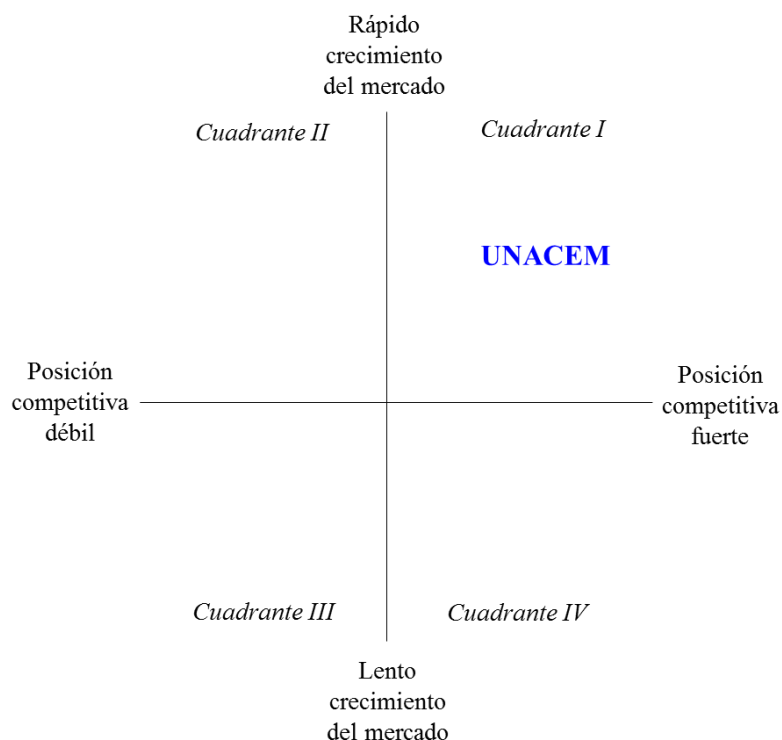 Rápido
crecimiento
del mercado
Cuadrante II
Cuadrante I
UNACEM
Posición
competitiva
débil
Posición
competitiva
fuerte
Cuadrante III
Cuadrante IV
Lento
crecimiento
del mercado